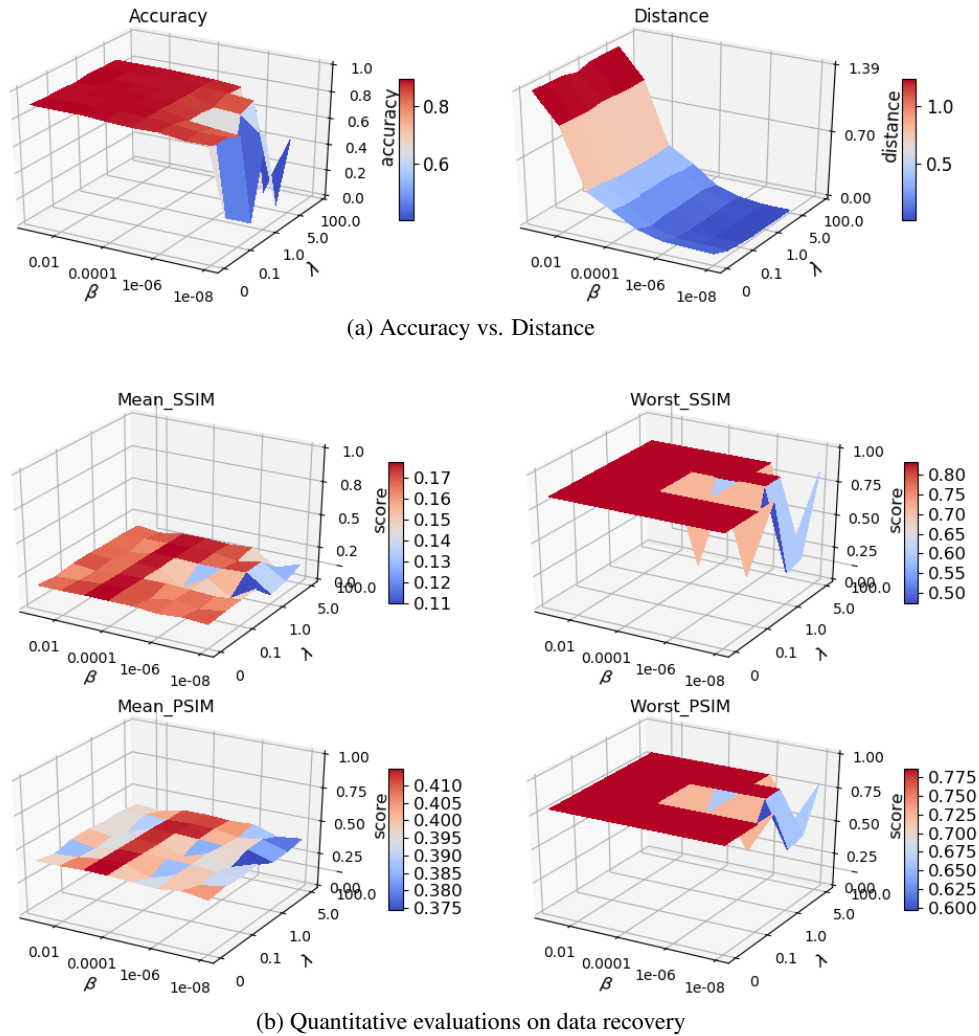 Accuracy
1.0
0.8
0.6
0.4
0.2
0.0
accuracy
0.8
0.6
0.01
0.0001
1e-06
1e-08
β
0
0.1
1.0
5.0
100.0
λ
Distance
1.39
0.70
0.00
distance
1.0
0.5
0.01
0.0001
1e-06
1e-08
β
0
0.1
1.0
5.0
100.0
λ
(a) Accuracy vs. Distance
Mean_SSIM
1.0
0.8
0.5
0.2
0.0
score
0.17
0.16
0.15
0.14
0.13
0.12
0.11
0.01
0.0001
1e-06
1e-08
β
0
0.1
1.0
5.0
100.0
λ
Worst_SSIM
1.00
0.75
0.50
0.25
0.00
score
0.80
0.75
0.70
0.65
0.60
0.55
0.50
0.01
0.0001
1e-06
1e-08
β
0
0.1
1.0
5.0
100.0
λ
Mean_PSIM
1.00
0.75
0.50
0.25
0.00
score
0.410
0.405
0.400
0.395
0.390
0.385
0.380
0.375
0.01
0.0001
1e-06
1e-08
β
0
0.1
1.0
5.0
100.0
λ
Worst_PSIM
1.00
0.75
0.50
0.25
0.00
score
0.775
0.750
0.725
0.700
0.675
0.650
0.625
0.600
0.01
0.0001
1e-06
1e-08
β
0
0.1
1.0
5.0
100.0
λ
(b) Quantitative evaluations on data recovery